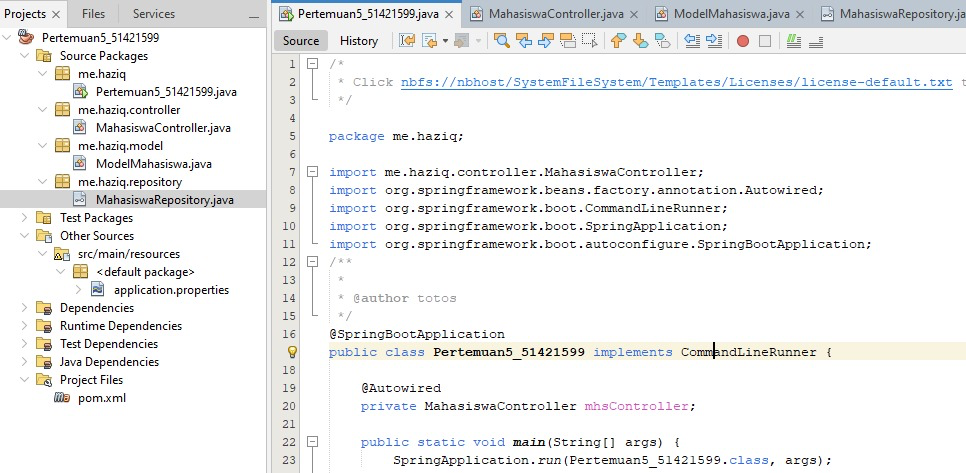 Projects × Files Services
Pertemuan5_51421599
Source Packages
me.haziq
Pertemuan5_51421599.java
me.haziq.controller
MahasiswaController.java
me.haziq.model
ModelMahasiswa.java
me.haziq.repository
MahasiswaRepository.java
Test Packages
Other Sources
src/main/resources
<default package>
application.properties
Dependencies
Runtime Dependencies
Test Dependencies
Java Dependencies
Project Files
pom.xml
Pertemuan5_51421599.java × MahasiswaController.java × ModelMahasiswa.java × MahasiswaRepository.ja
Source History
1 /*
2 * Click nbfs://nbhost/SystemFileSystem/Templates/Licenses/license-default.txt t
3 */
4
5 package me.haziq;
6
7 import me.haziq.controller.MahasiswaController;
8 import org.springframework.beans.factory.annotation.Autowired;
9 import org.springframework.boot.CommandLineRunner;
10 import org.springframework.boot.SpringApplication;
11 import org.springframework.boot.autoconfigure.SpringBootApplication;
12 /**
13 *
14 * @author totos
15 */
16 @SpringBootApplication
public class Pertemuan5_51421599 implements CommandLineRunner {
18
19 @Autowired
20 private MahasiswaController mhsController;
21
22 public static void main(String[] args) {
23 SpringApplication.run(Pertemuan5_51421599.class, args);